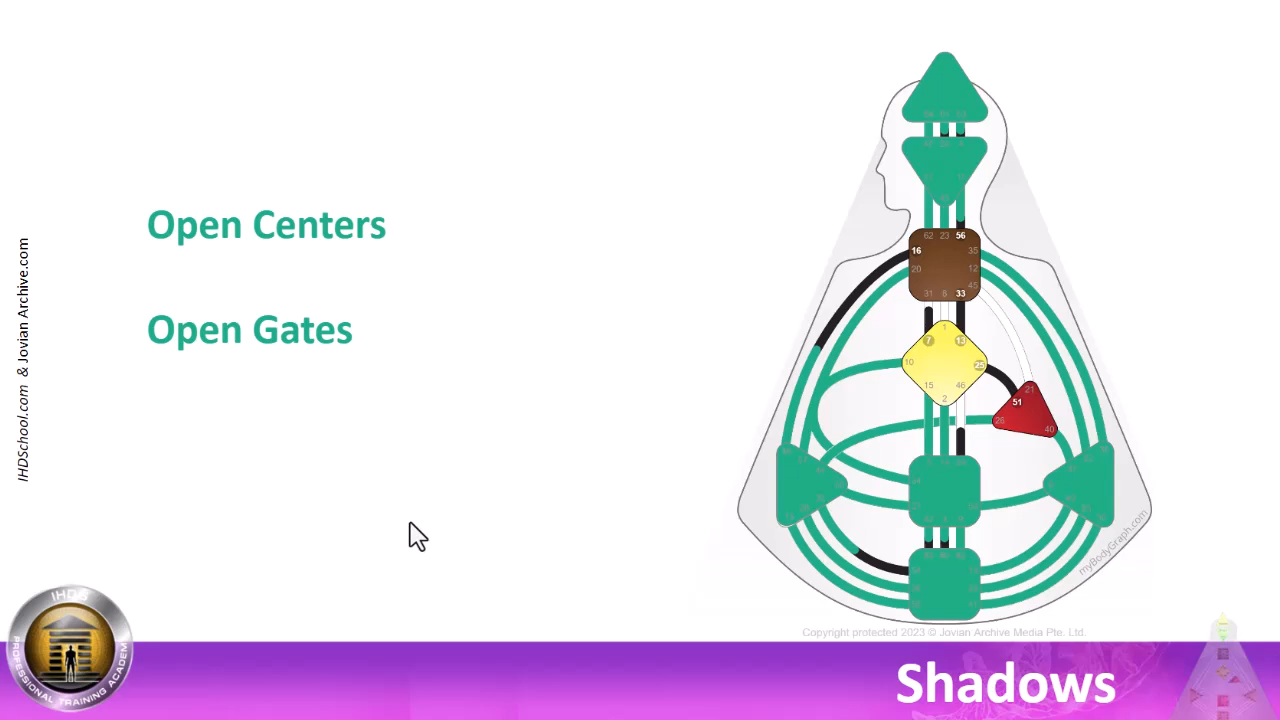 Open Centers
Open Gates
IHDSchool.com & Jovian Archive.com
62 23 56
16
35
20
12
45
31 8 33
1
7
13
10
25
15
46
2
21
51
26
40
myBodyGraph.com
Copyright protected 2023 © Jovian Archive Media Pte. Ltd.
IHDS
PROFESSIONAL TRAINING ACADEMY
Shadows